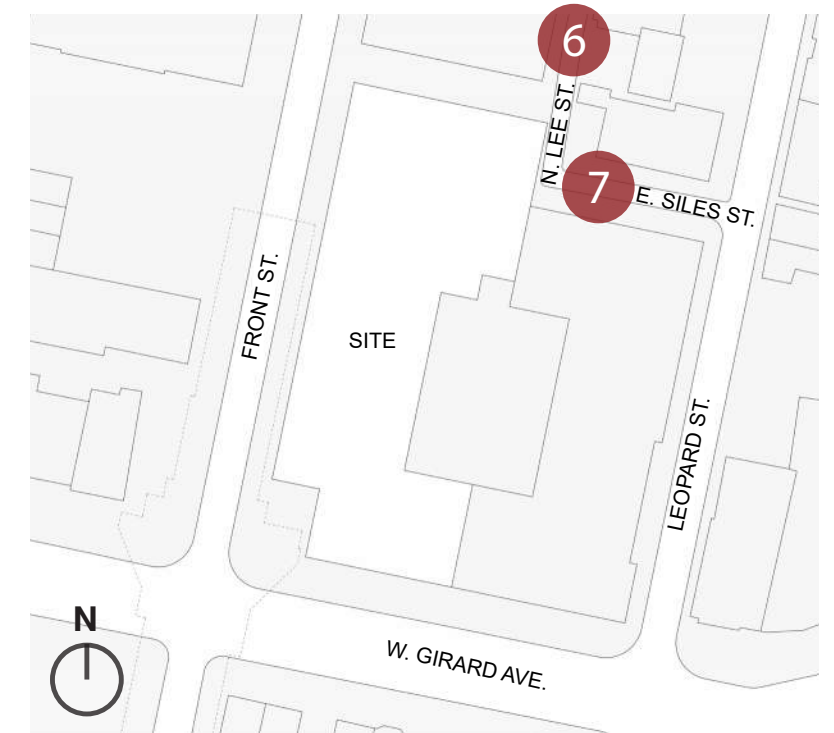 6
N. LEE ST.
7
E. SILES ST.
FRONT ST.
SITE
LEOPARD ST.
N
W. GIRARD AVE.